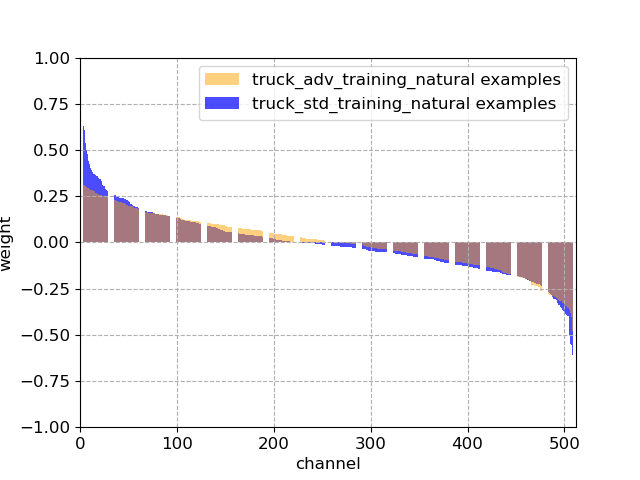 1.00
0.75
0.50
0.25
0.00
−0.25
−0.50
−0.75
−1.00
weight
truck_adv_training_natural examples
truck_std_training_natural examples
0 100 200 300 400 500
channel